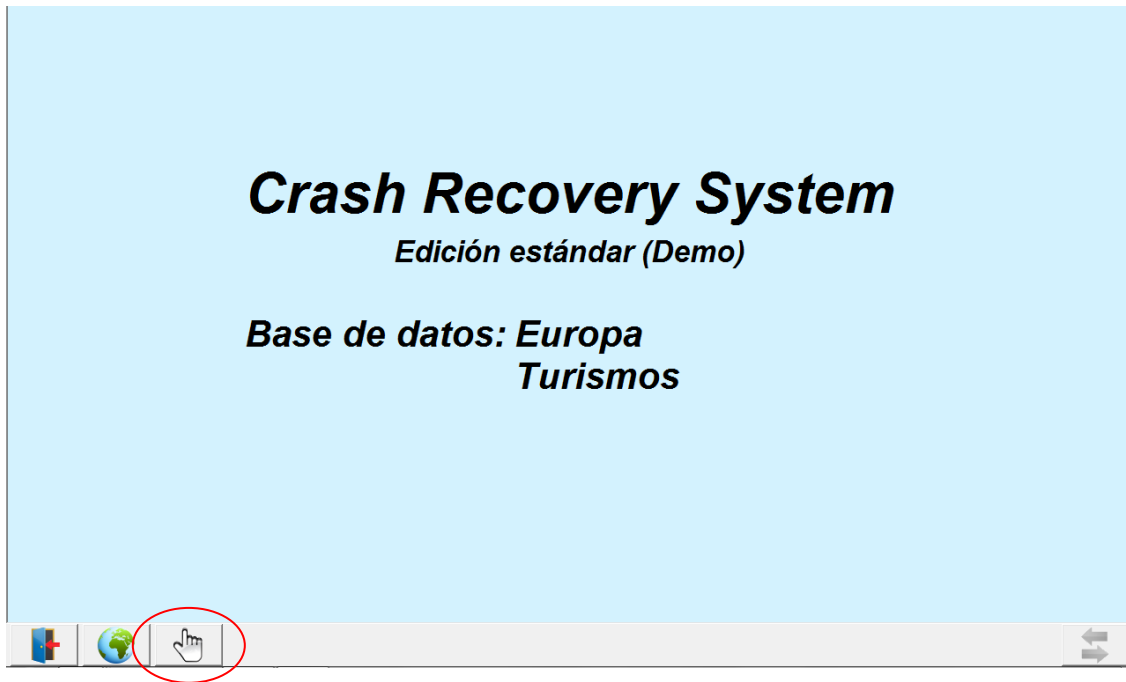 Crash Recovery System
Edición estándar (Demo)
Base de datos: Europa
Turismos